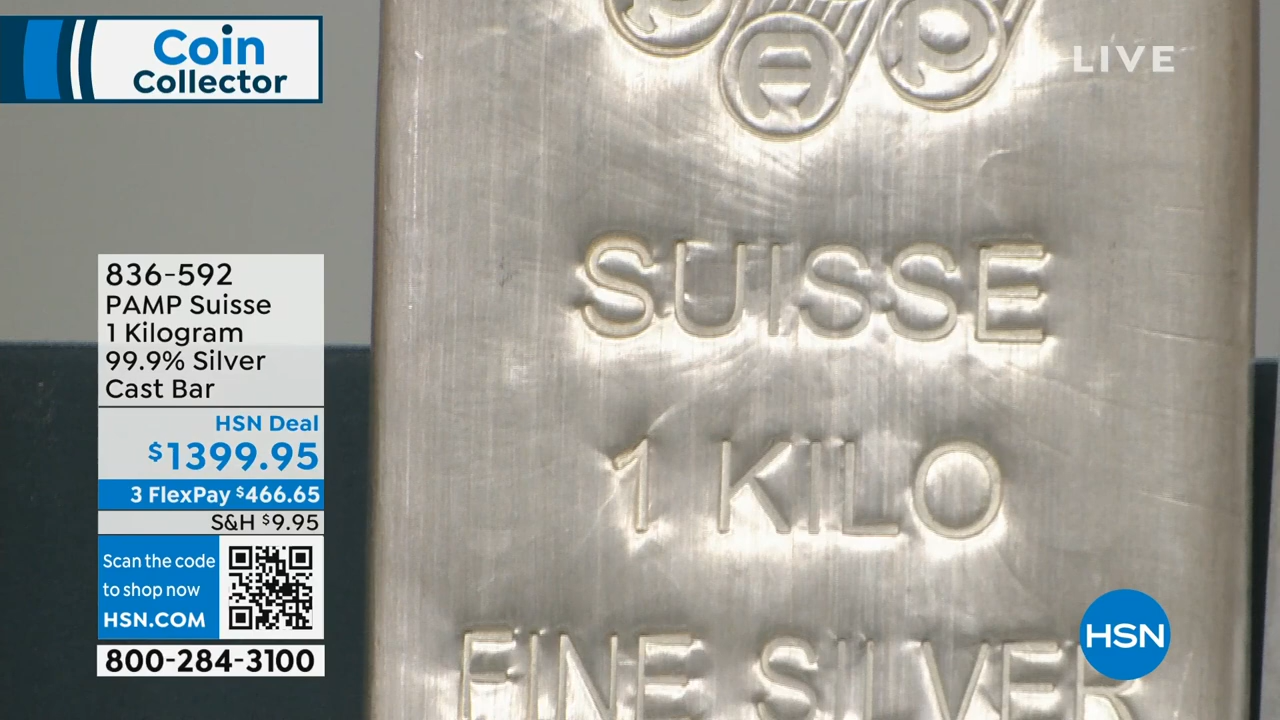 Coin
Collector
LIVE
P A P
SUISSE
1 KILO
FINE SILVER
836-592
PAMP Suisse
1 Kilogram
99.9% Silver
Cast Bar
HSN Deal
$1399.95
3 FlexPay $466.65
S&H $9.95
Scan the code
to shop now
HSN.COM
800-284-3100
HSN